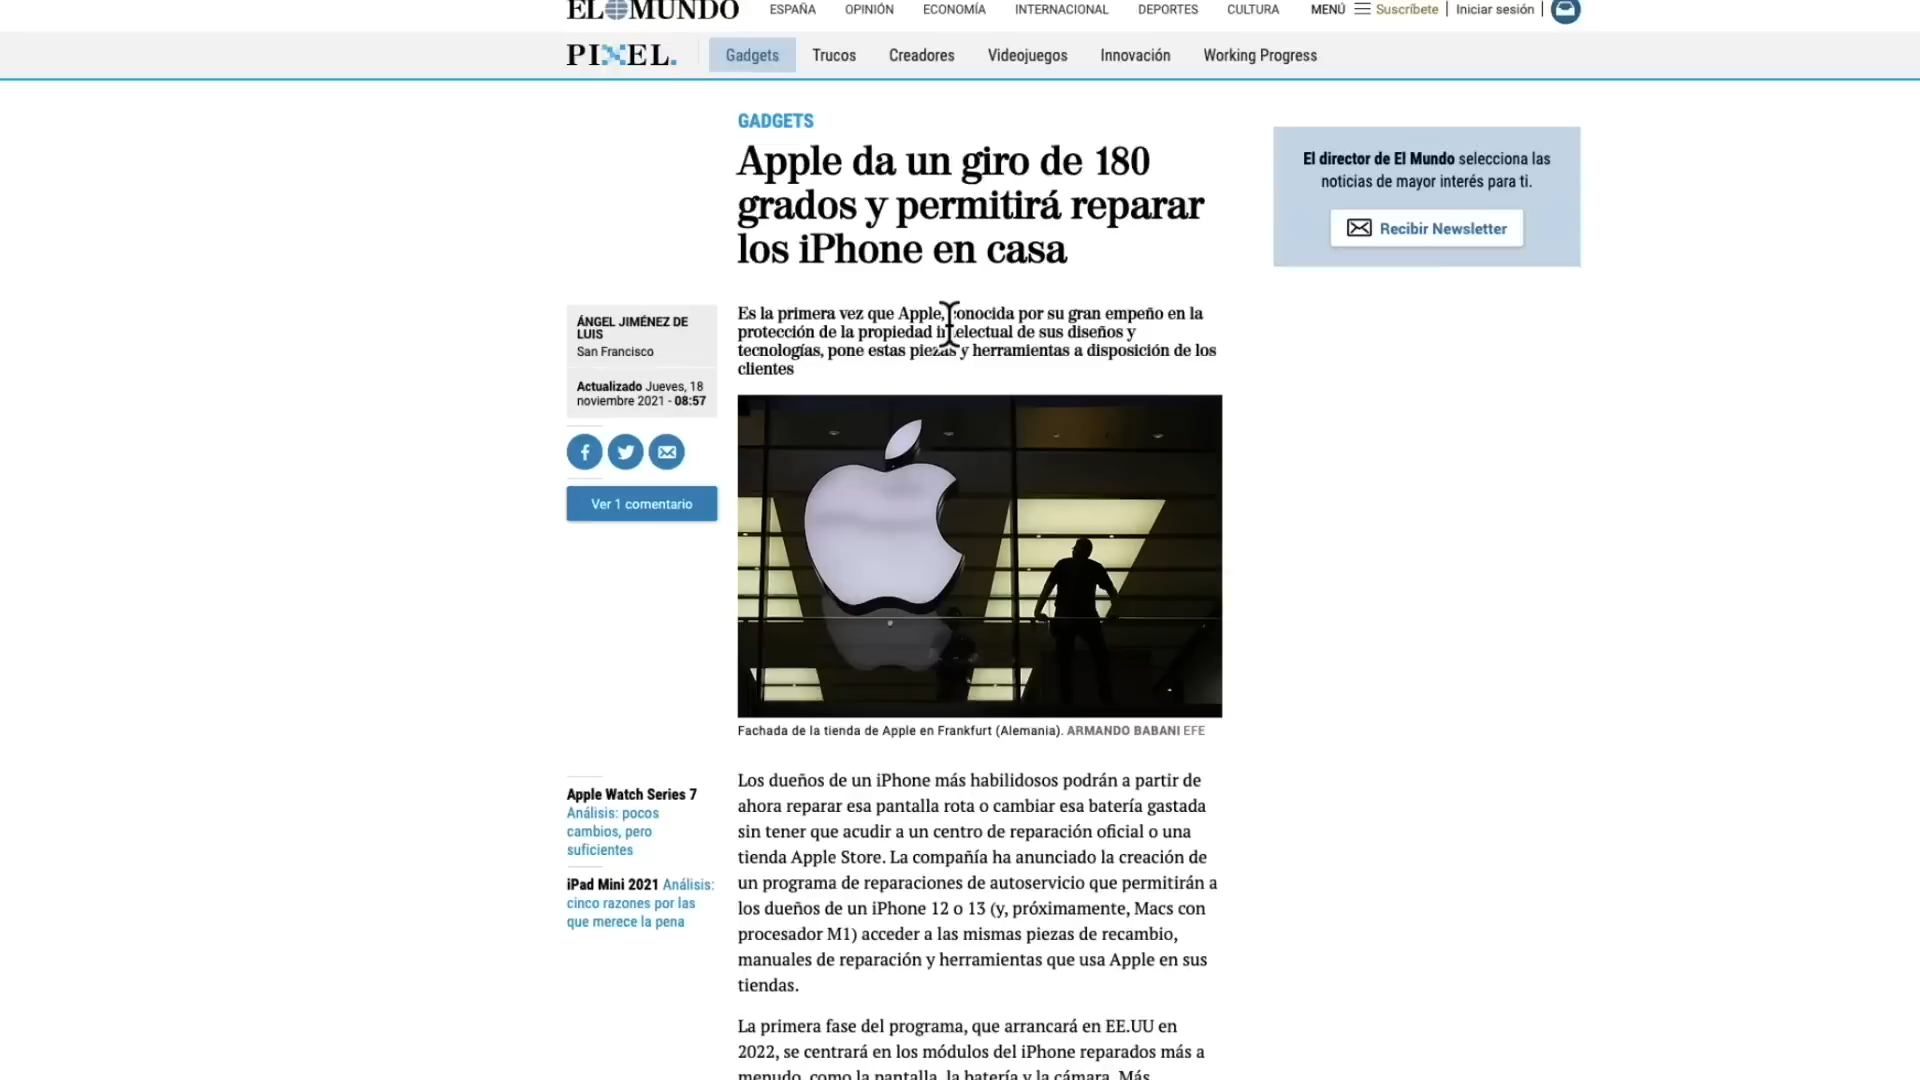 EL MUNDO
ESPAÑA OPINIÓN ECONOMÍA INTERNACIONAL DEPORTES CULTURA MENÚ Suscríbete Iniciar sesión
PIXEL.
Gadgets Trucos Creadores Videojuegos Innovación Working Progress
GADGETS
Apple da un giro de 180
grados y permitirá reparar
los iPhone en casa
El director de El Mundo selecciona las
noticias de mayor interés para ti.
Recibir Newsletter
ÁNGEL JIMÉNEZ DE
LUIS
San Francisco
Actualizado Jueves, 18
noviembre 2021 - 08:57
Ver 1 comentario
Es la primera vez que Apple, conocida por su gran empeño en la
protección de la propiedad intelectual de sus diseños y
tecnologías, pone estas piezas y herramientas a disposición de los
clientes
Fachada de la tienda de Apple en Frankfurt (Alemania). ARMANDO BABANI EFE
Apple Watch Series 7
Análisis: pocos
cambios, pero
suficientes
iPad Mini 2021 Análisis:
cinco razones por las
que merece la pena
Los dueños de un iPhone más habilidosos podrán a partir de
ahora reparar esa pantalla rota o cambiar esa batería gastada
sin tener que acudir a un centro de reparación oficial o una
tienda Apple Store. La compañía ha anunciado la creación de
un programa de reparaciones de autoservicio que permitirán a
los dueños de un iPhone 12 o 13 (y, próximamente, Macs con
procesador M1) acceder a las mismas piezas de recambio,
manuales de reparación y herramientas que usa Apple en sus
tiendas.
La primera fase del programa, que arrancará en EE.UU en
2022, se centrará en los módulos del iPhone reparados más a
menudo, como la pantalla, la batería y la cámara. Más